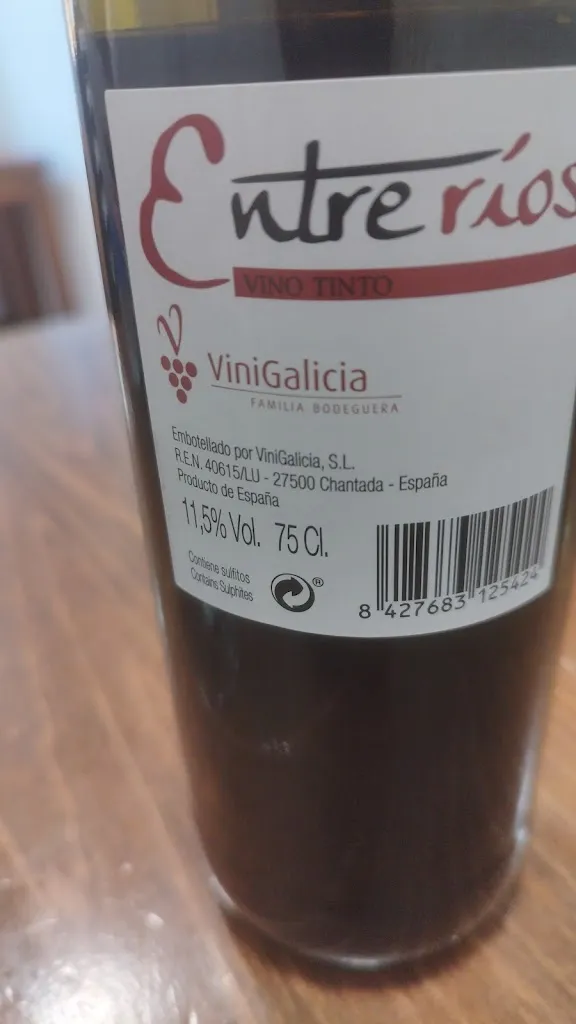 Entre ríos
VINO TINTO
ViniGalicia
FAMILIA BODEGUERA
Embotellado por ViniGalicia, S.L.
R.E.N. 40615/LU - 27500 Chantada - España
Producto de España
11,5% Vol. 75 Cl.
Contiene sulfitos
Contains Sulphites
®
8 427683 125424